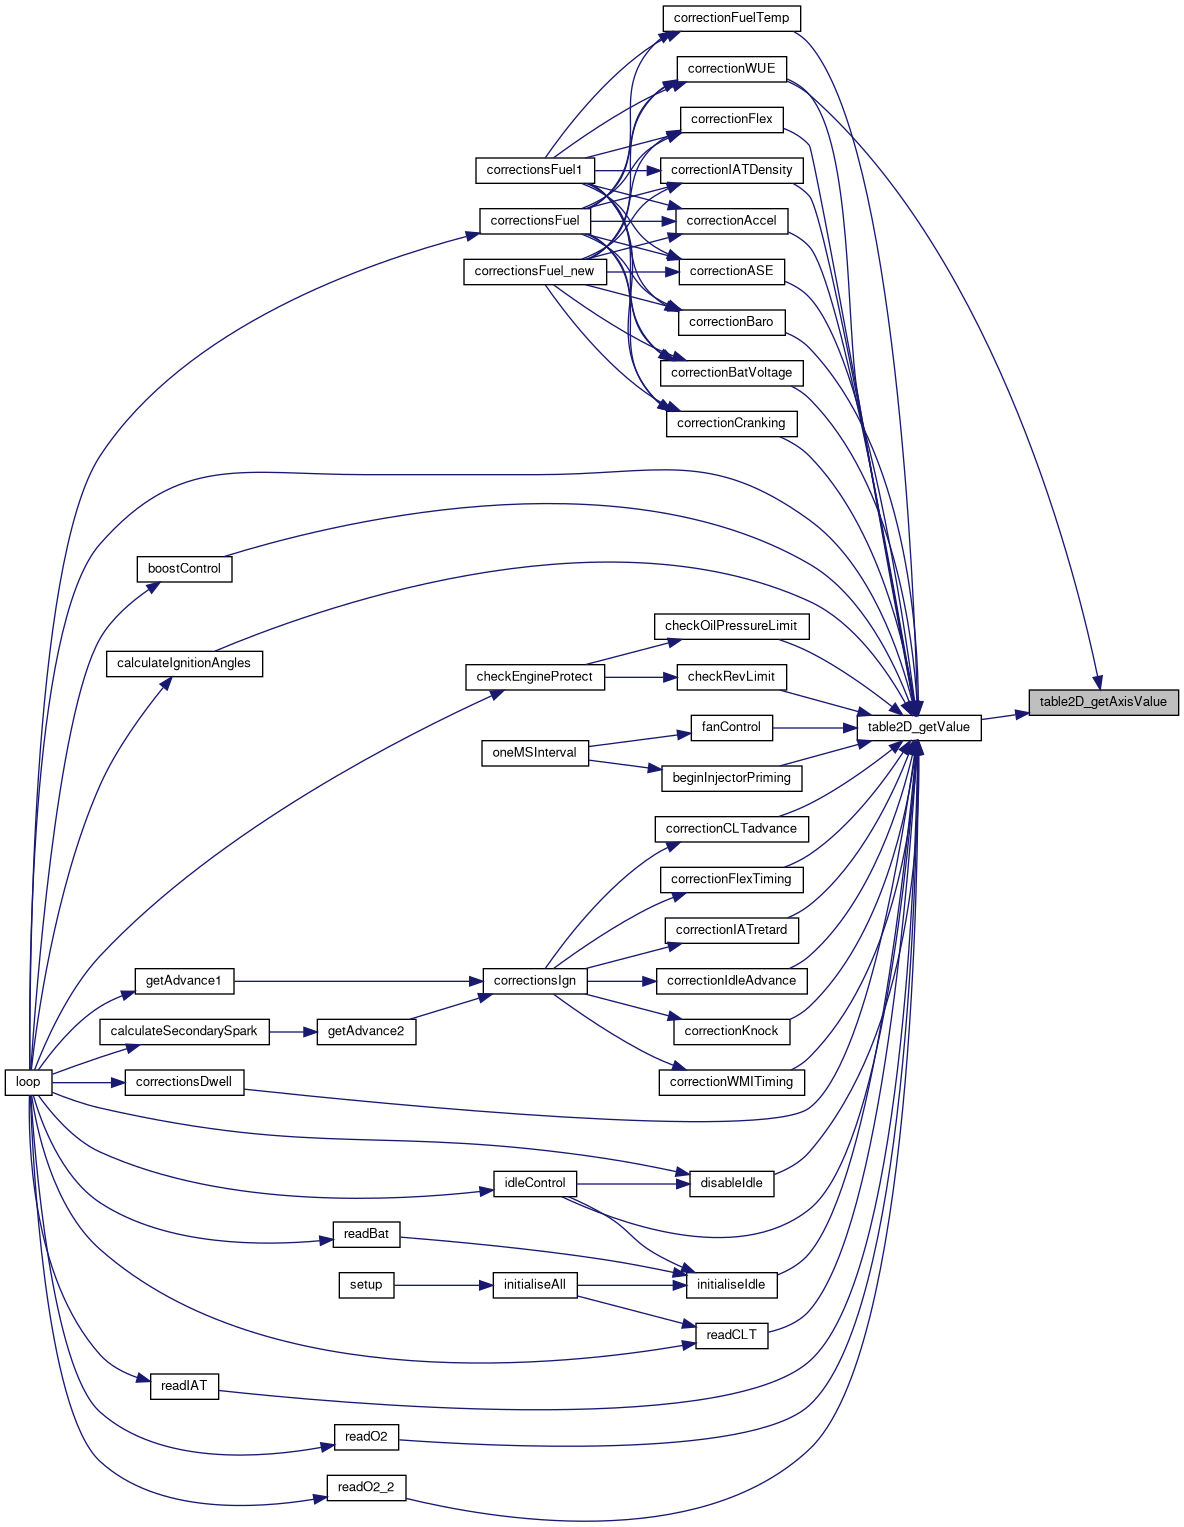 correctionFuelTemp
correctionWUE
correctionFlex
correctionsFuel1
correctionIATDensity
correctionsFuel
correctionAccel
correctionsFuel_new
correctionASE
correctionBaro
correctionBatVoltage
correctionCranking
boostControl
checkOilPressureLimit
calculateIgnitionAngles
checkEngineProtect
checkRevLimit
table2D_getAxisValue
fanControl
table2D_getValue
oneMSInterval
beginInjectorPriming
correctionCLTadvance
correctionFlexTiming
correctionIATretard
getAdvance1
correctionsIgn
correctionIdleAdvance
calculateSecondarySpark
getAdvance2
correctionKnock
loop
correctionsDwell
correctionWMITiming
idleControl
disableIdle
readBat
setup
initialiseAll
initialiseIdle
readCLT
readIAT
readO2
readO2_2